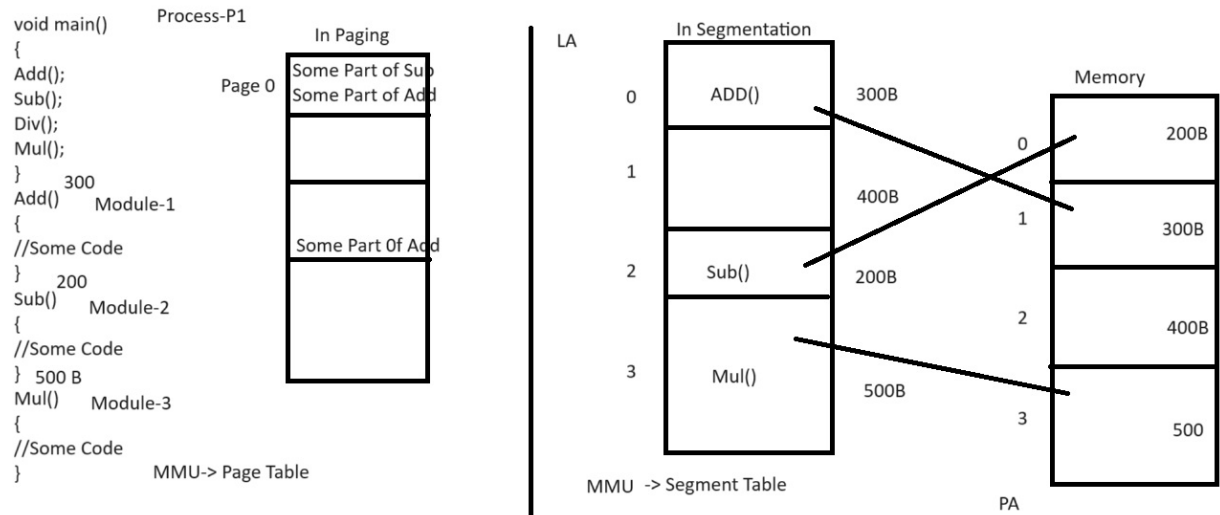 Process-P1
void main()
{
Add();
Sub();
Div();
Mul();
}
300
Add()
Module-1
{
//Some Code
}
200
Sub()
Module-2
{
//Some Code
}
500 B
Mul()
Module-3
{
//Some Code
}
In Paging
Page 0
Some Part of Sub
Some Part of Add
Some Part 0f Add
MMU-> Page Table
LA
In Segmentation
0
ADD()
300B
1
400B
2
Sub()
200B
3
Mul()
500B
MMU -> Segment Table
Memory
0
200B
1
300B
2
400B
3
500
PA